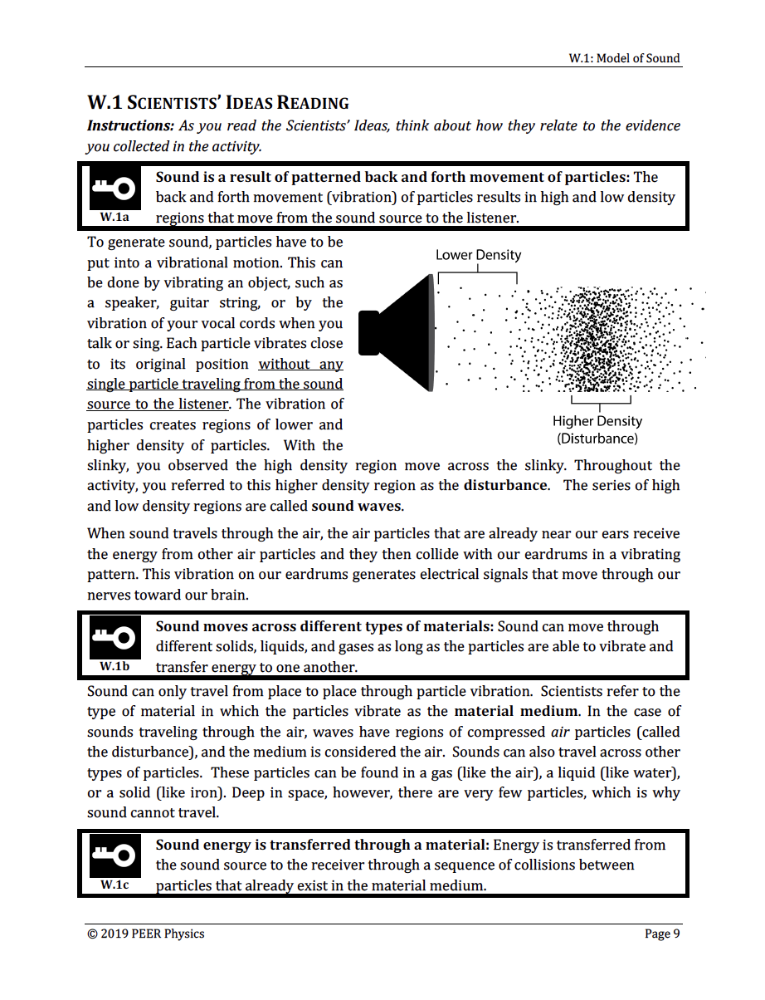 W.1: Model of Sound
W.1 SCIENTISTS' IDEAS READING
Instructions: As you read the Scientists' Ideas, think about how they relate to the evidence
you collected in the activity.
Sound is a result of patterned back and forth movement of particles: The
back and forth movement (vibration) of particles results in high and low density
W.1a
regions that move from the sound source to the listener.
To generate sound, particles have to be
put into a vibrational motion. This can
be done by vibrating an object, such as
a speaker, guitar string, or by the
vibration of your vocal cords when you
talk or sing. Each particle vibrates close
to its original position without any
single particle traveling from the sound
source to the listener. The vibration of
particles creates regions of lower and
higher density of particles. With the
Lower Density
Higher Density
(Disturbance)
slinky, you observed the high density region move across the slinky. Throughout the
activity, you referred to this higher density region as the disturbance. The series of high
and low density regions are called sound waves.
When sound travels through the air, the air particles that are already near our ears receive
the energy from other air particles and they then collide with our eardrums in a vibrating
pattern. This vibration on our eardrums generates electrical signals that move through our
nerves toward our brain.
Sound moves across different types of materials: Sound can move through
different solids, liquids, and gases as long as the particles are able to vibrate and
W.1b
transfer energy to one another.
Sound can only travel from place to place through particle vibration. Scientists refer to the
type of material in which the particles vibrate as the material medium. In the case of
sounds traveling through the air, waves have regions of compressed air particles (called
the disturbance), and the medium is considered the air. Sounds can also travel across other
types of particles. These particles can be found in a gas (like the air), a liquid (like water),
or a solid (like iron). Deep in space, however, there are very few particles, which is why
sound cannot travel.
Sound energy is transferred through a material: Energy is transferred from
the sound source to the receiver through a sequence of collisions between
W.1c
particles that already exist in the material medium.
© 2019 PEER Physics
Page 9